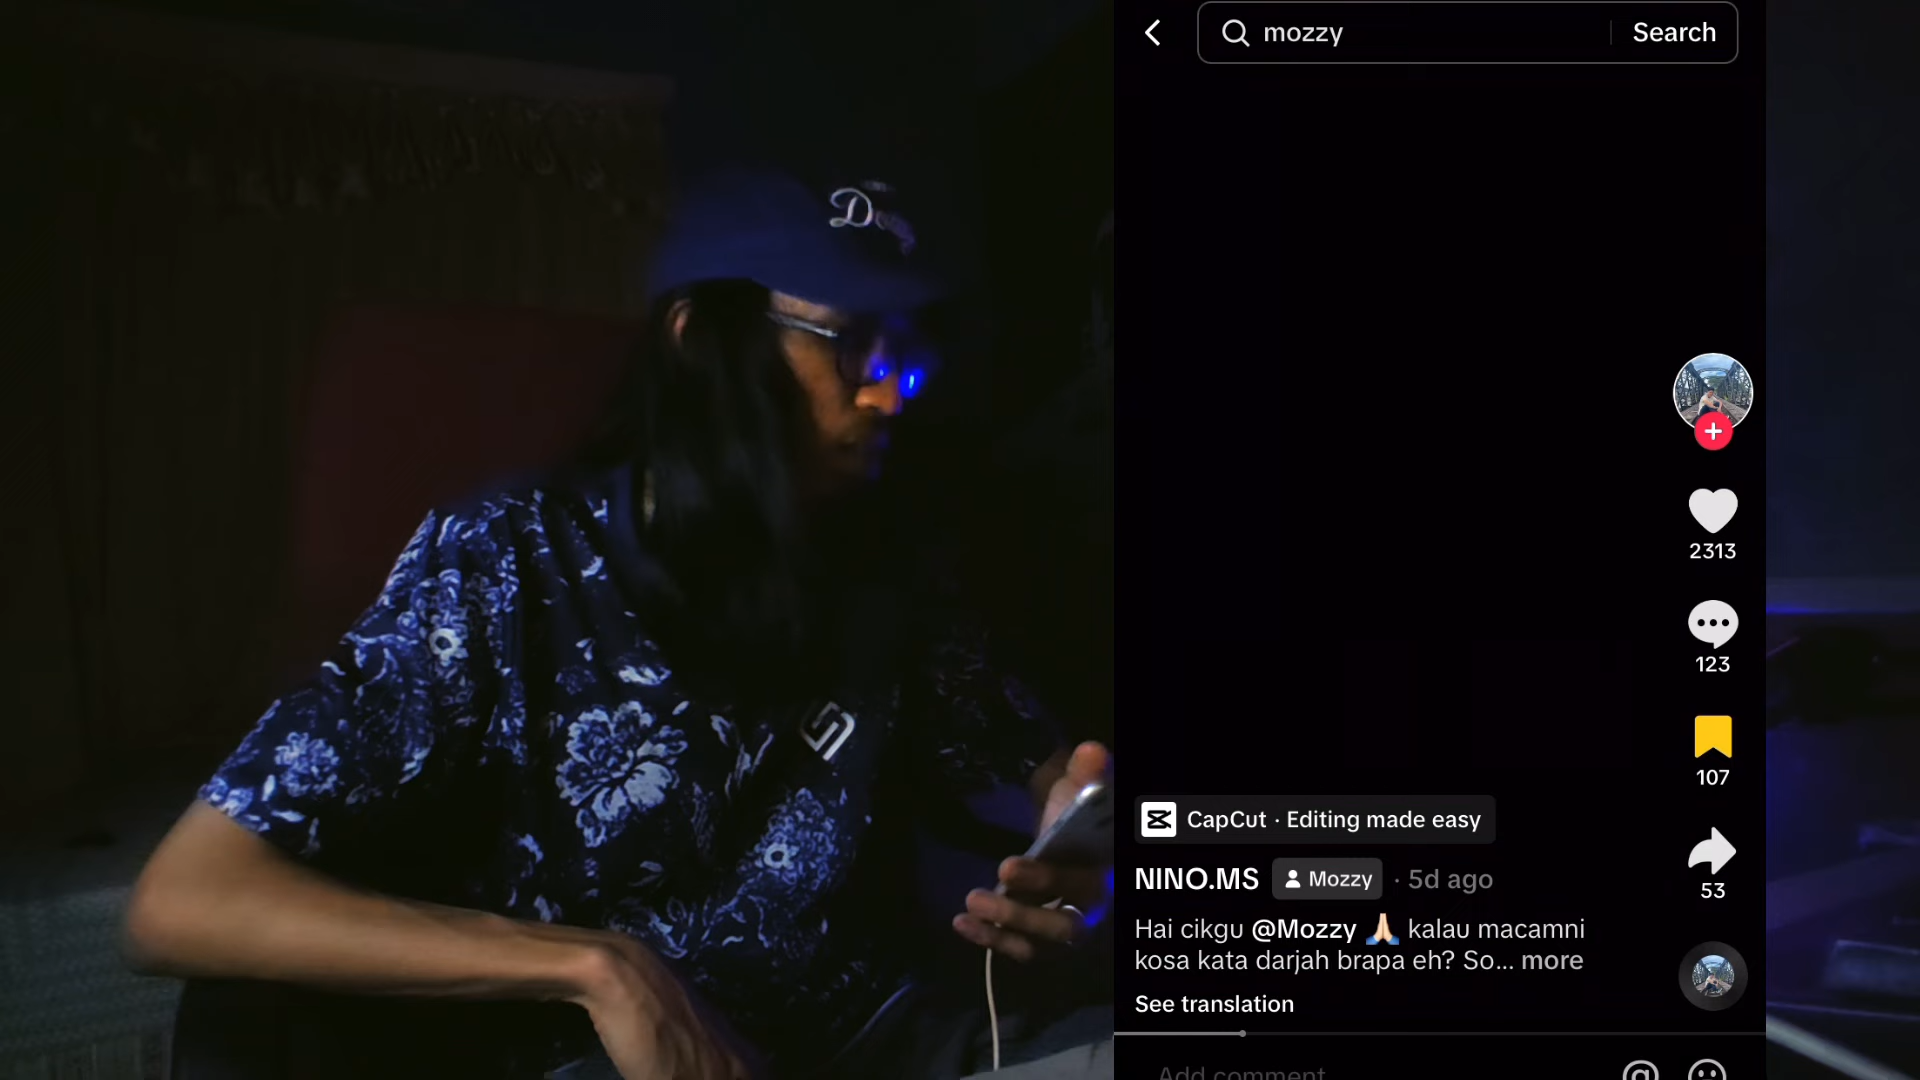 mozzy
Search
2313
123
107
CapCut · Editing made easy
53
NINO.MS Mozzy · 5d ago
Hai cikgu @Mozzy 🙏🏻 kalau macamni
kosa kata darjah brapa eh? So... more
See translation
Add comment